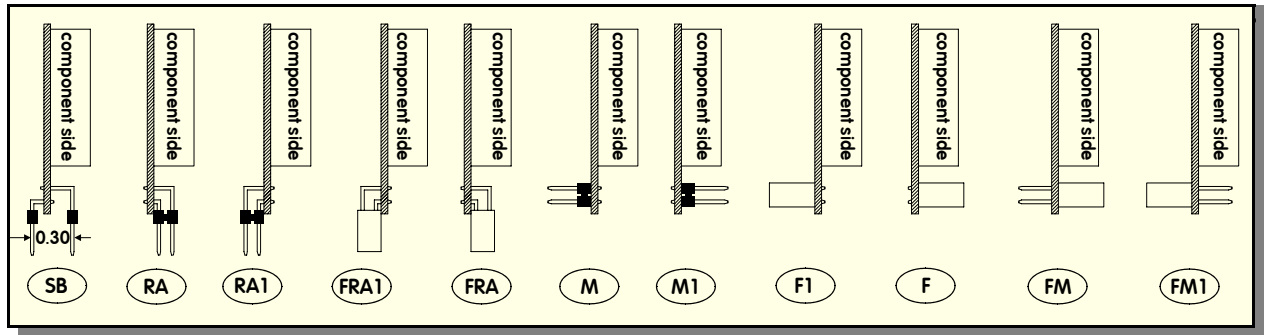 component side
component side
component side
component side
component side
component side
component side
component side
component side
component side
component side
0.30
SB
RA
RA1
FRA1
FRA
M
M1
F1
F
FM
FM1